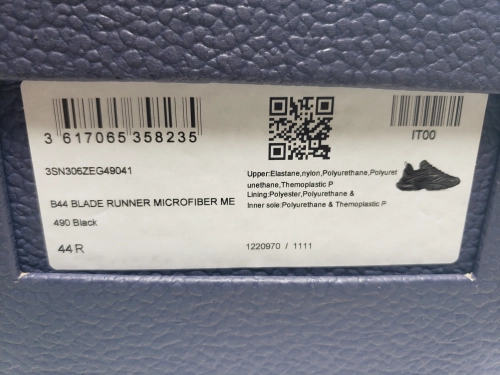 3 617065 358235
IT00
3SN306ZEG49041
Upper:Elastane,nylon,Polyurethane,Polyuret
unethane,Themoplastic P
Lining:Polyester,Polyurethane &
Inner sole:Polyurethane & Themoplastic P
B44 BLADE RUNNER MICROFIBER ME
490 Black
44 R
1220970 / 1111